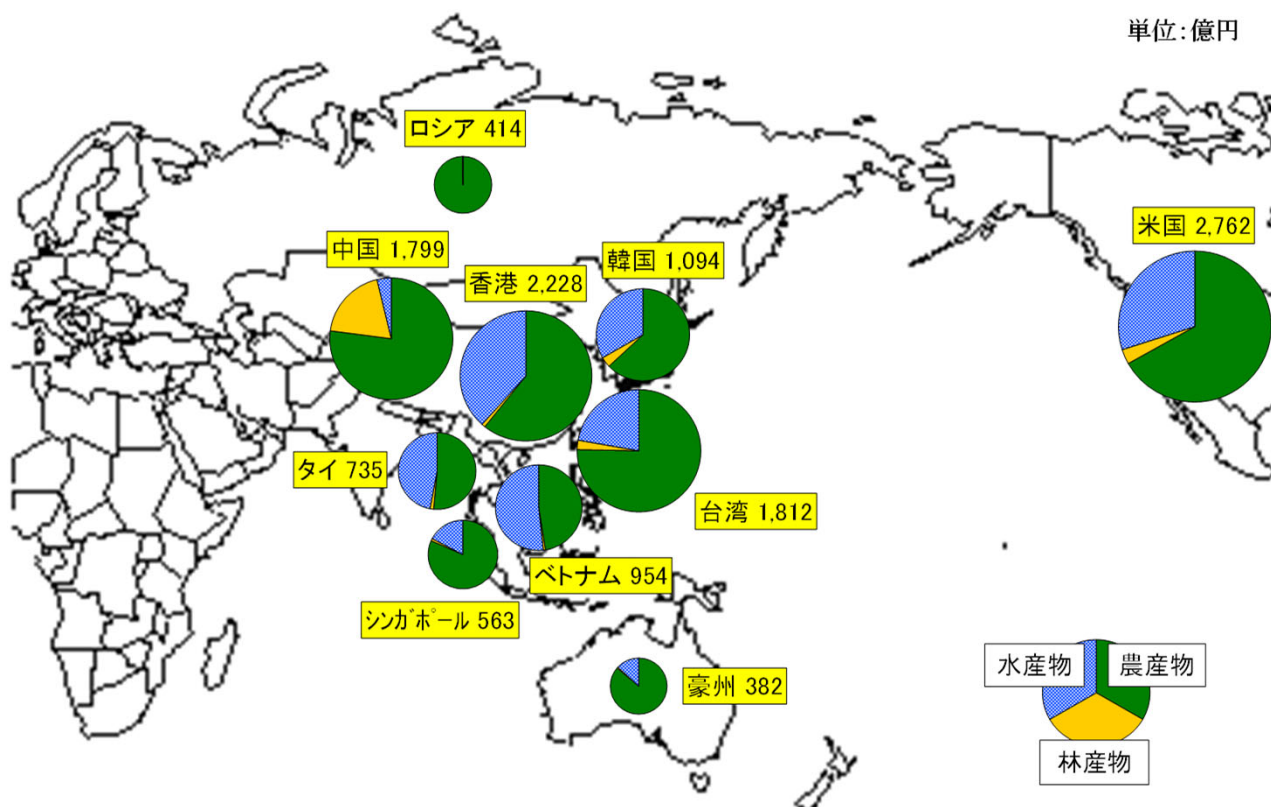 単位：億円
ロシア 414
中国 1,799
香港 2,228
韓国 1,094
米国 2,762
タイ 735
台湾 1,812
ベトナム 954
シンガポール 563
豪州 382
水産物
農産物
林産物